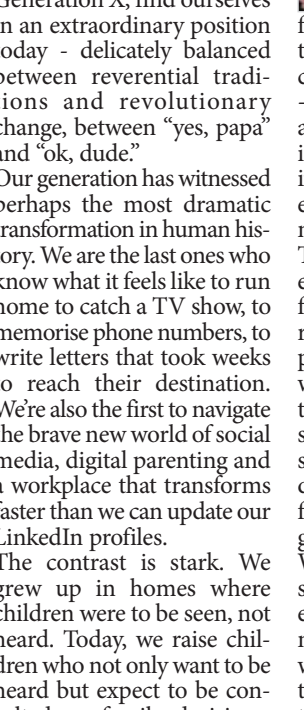 Generation X, find ourselves
in an extraordinary position
today - delicately balanced
between reverential tradi-
tions and revolutionary
change, between “yes, papa”
and “ok, dude.”
Our generation has witnessed
perhaps the most dramatic
transformation in human his-
tory. We are the last ones who
know what it feels like to run
home to catch a TV show, to
memorise phone numbers, to
write letters that took weeks
to reach their destination.
We’re also the first to navigate
the brave new world of social
media, digital parenting and
a workplace that transforms
faster than we can update our
LinkedIn profiles.
The contrast is stark. We
grew up in homes where
children were to be seen, not
heard. Today, we raise chil-
dren who not only want to be
heard but expect to be con-